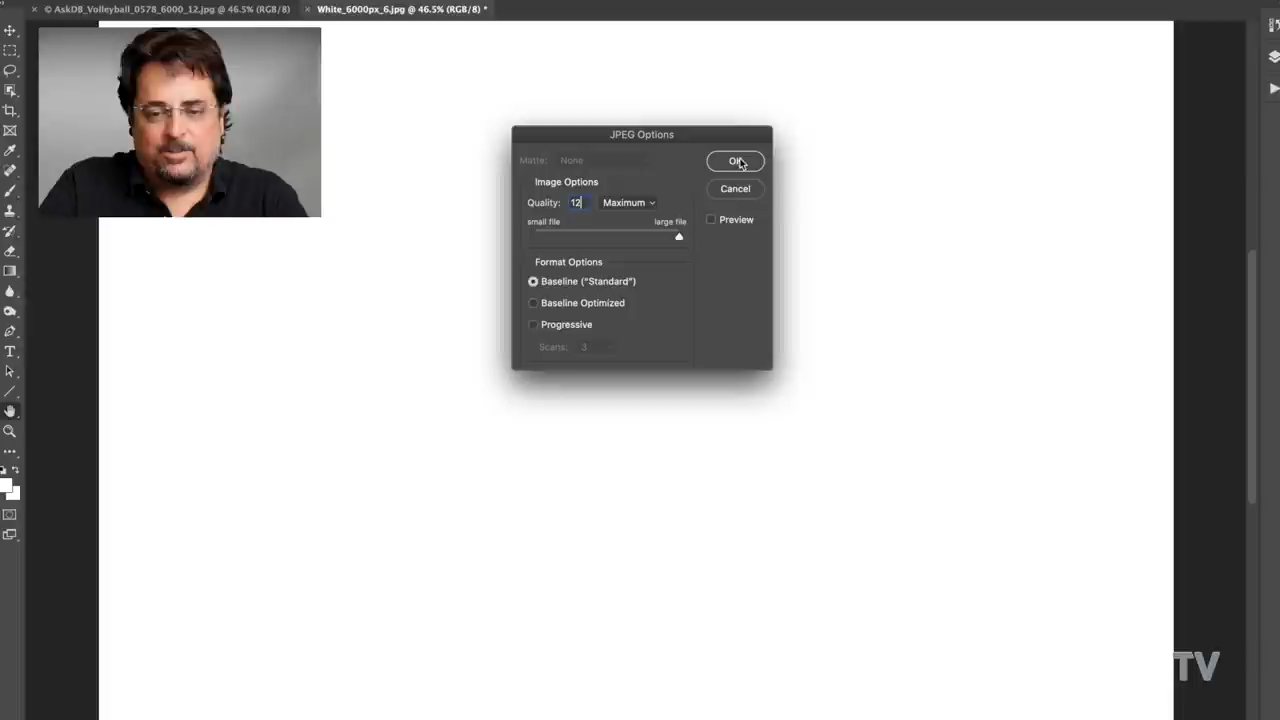 © AskDB_Volleyball_0578_6000_12.jpg @ 46.5% (RGB/8)
White_6000px_6.jpg @ 46.5% (RGB/8) *
JPEG Options
Matte: None
OK
Image Options
Cancel
Quality: 12 Maximum
Preview
small file large file
Format Options
Baseline ("Standard")
Baseline Optimized
Progressive
Scans: 3
TV